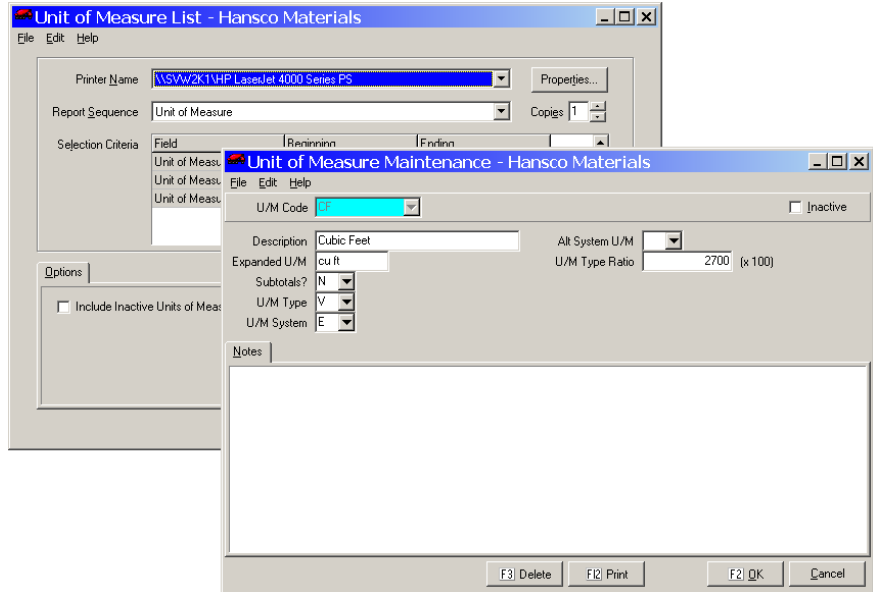 Unit of Measure List - Hansco Materials
File Edit Help
Printer Name \\SVW2K1\HP LaserJet 4000 Series PS Properties...
Report Sequence Unit of Measure Copies 1
Selection Criteria Field Beginning Ending
Unit of Measu
Unit of Measu
Unit of Measu
Options
Include Inactive Units of Meas
Unit of Measure Maintenance - Hansco Materials
File Edit Help
U/M Code CF Inactive
Description Cubic Feet Alt System U/M
Expanded U/M cu ft U/M Type Ratio 2700 (x 100)
Subtotals? N
U/M Type V
U/M System E
Notes
F3 Delete F12 Print F2 OK Cancel